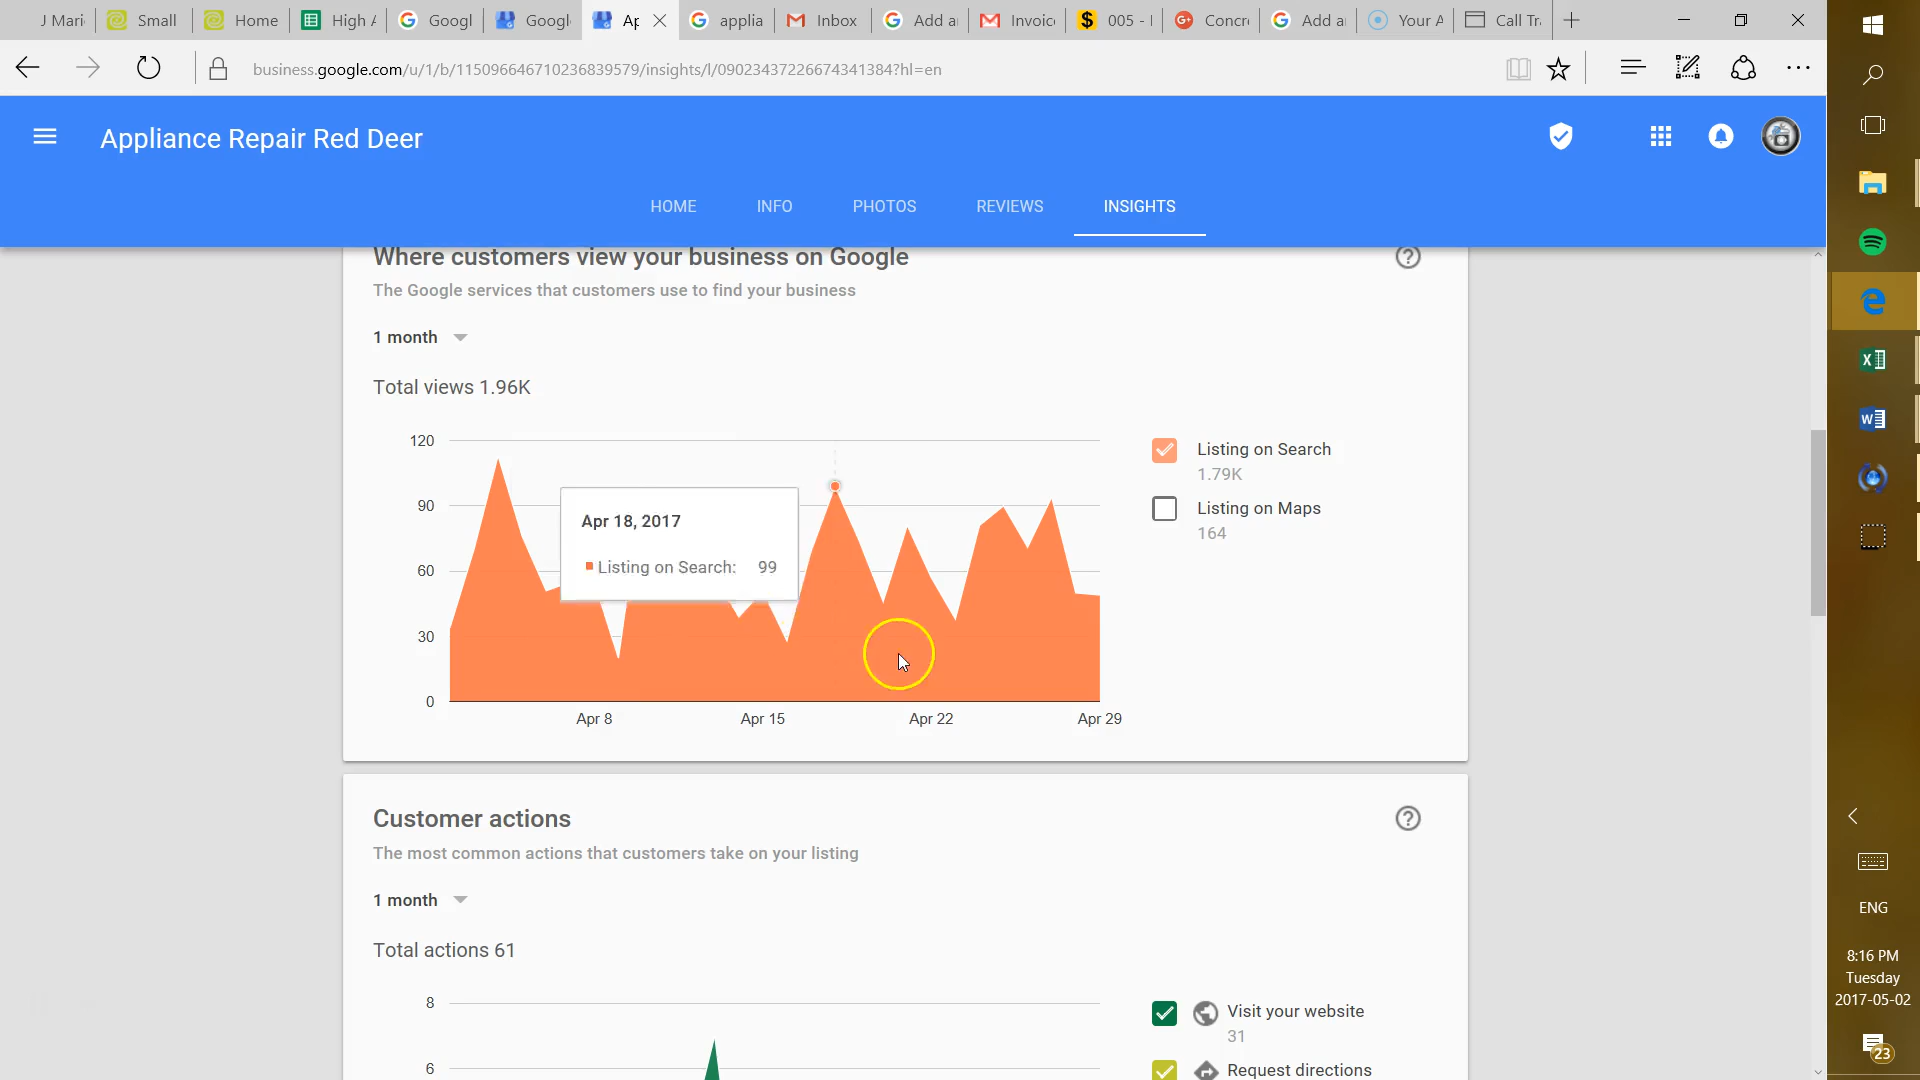 J Mari
Small
Home
High A
Googl
Google
Ap
applia
Inbox
Add a
Invoic
005 - I
Concr
Add a
Your A
Call Tr
business.google.com/u/1/b/115096646710236839579/insights/l/09023437226674341384?hl=en
Appliance Repair Red Deer
HOME
INFO
PHOTOS
REVIEWS
INSIGHTS
Where customers view your business on Google
The Google services that customers use to find your business
1 month
Total views 1.96K
120
90
60
30
0
Apr 18, 2017
Listing on Search: 99
Apr 8
Apr 15
Apr 22
Apr 29
Listing on Search
1.79K
Listing on Maps
164
Customer actions
The most common actions that customers take on your listing
1 month
Total actions 61
8
6
Visit your website
31
Request directions
ENG
8:16 PM
Tuesday
2017-05-02
23